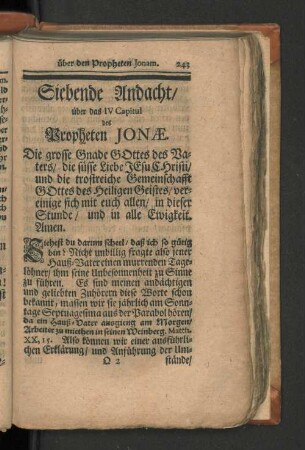 über den Propheten Jonam. 243
Siebende Andacht/
über das IV Capitul
des
Propheten JONÆ.
Die grosse Gnade GOttes des Va-
ters/ die süsse Liebe JEsu CHristi/
und die trostreiche Gemeinschafft
GOttes des Heiligen Geistes/ ver-
einige sich mit euch allen/ in dieser
Stunde/ und in alle Ewigkeit.
Amen.
Siehest du darum scheel/ daß ich so gütig
bin? Nicht unbillig fragte also jener
Hauß-Vater einen murrenden Tag-
löhner/ ihm seine Unbesonnenheit zu Sinne
zu führen. Es sind meinen andächtigen
und geliebten Zuhörern diese Worte schon
bekannt/ massen wir sie jährlich am Sonn-
tage Septuagesima aus der Parabol hören/
da ein Hauß-Vater ausgieng am Morgen/
Arbeiter zu miethen in seinen Weinberg. Matth.
XX, 15. Also können wir einer ausführli-
chen Erklärung/ und Anführung der Um-
Q 2 stände/